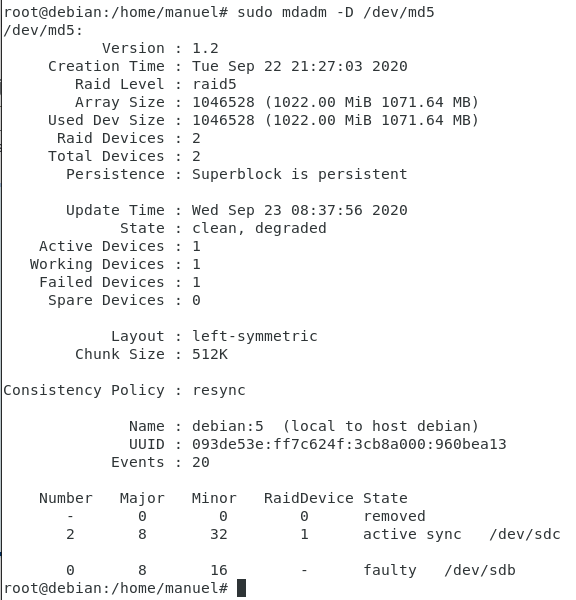 root@debian:/home/manuel# sudo mdadm -D /dev/md5
/dev/md5:
Version : 1.2
Creation Time : Tue Sep 22 21:27:03 2020
Raid Level : raid5
Array Size : 1046528 (1022.00 MiB 1071.64 MB)
Used Dev Size : 1046528 (1022.00 MiB 1071.64 MB)
Raid Devices : 2
Total Devices : 2
Persistence : Superblock is persistent
Update Time : Wed Sep 23 08:37:56 2020
State : clean, degraded
Active Devices : 1
Working Devices : 1
Failed Devices : 1
Spare Devices : 0
Layout : left-symmetric
Chunk Size : 512K
Consistency Policy : resync
Name : debian:5  (local to host debian)
UUID : 093de53e:ff7c624f:3cb8a000:960bea13
Events : 20
Number   Major   Minor   RaidDevice State
-       0        0        0      removed
2       8       32        1      active sync   /dev/sdc
0       8       16        -      faulty   /dev/sdb
root@debian:/home/manuel#